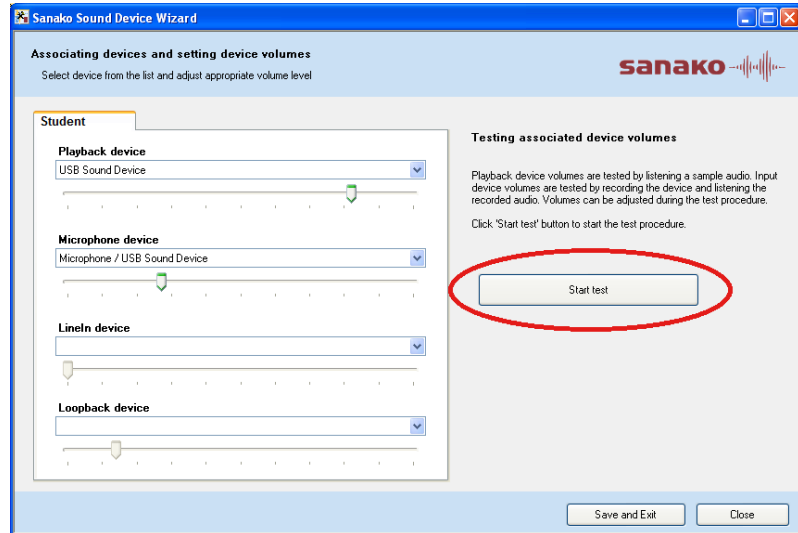 Sanako Sound Device Wizard
Associating devices and setting device volumes
Select device from the list and adjust appropriate volume level
sanako
Student
Playback device
USB Sound Device
Microphone device
Microphone / USB Sound Device
LineIn device
Loopback device
Testing associated device volumes
Playback device volumes are tested by listening a sample audio. Input
device volumes are tested by recording the device and listening the
recorded audio. Volumes can be adjusted during the test procedure.
Click 'Start test' button to start the test procedure.
Start test
Save and Exit
Close